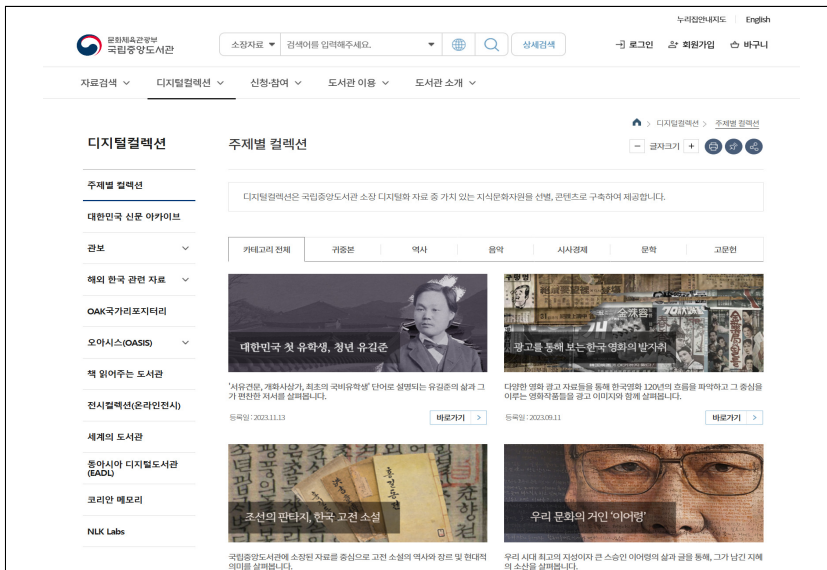 누리집안내지도 English
문화체육관광부
국립중앙도서관
소장자료 검색어를 입력해주세요. 상세검색 로그인 회원가입 바구니
자료검색 디지털컬렉션 신청·참여 도서관 이용 도서관 소개
> 디지털컬렉션 > 주제별 컬렉션
디지털컬렉션
주제별 컬렉션
- 글자크기 +
주제별 컬렉션
대한민국 신문 아카이브
관보
해외 한국 관련 자료
OAK국가리포지터리
오아시스(OASIS)
책 읽어주는 도서관
전시컬렉션(온라인전시)
세계의 도서관
동아시아 디지털도서관
(EADL)
코리안 메모리
NLK Labs
디지털컬렉션은 국립중앙도서관 소장 디지털화 자료 중 가치 있는 지식문화자원을 선별, 콘텐츠로 구축하여 제공합니다.
카테고리 전체 귀중본 역사 음악 시사경제 문학 고문헌
대한민국 첫 유학생, 청년 유길준
'서유견문, 개화사상가, 최초의 국비유학생' 단어로 설명되는 유길준의 삶과 그
가 편찬한 저서를 살펴봅니다.
등록일 : 2023.11.13 바로가기 >
광고를 통해 보는 한국 영화의 발자취
다양한 영화 광고 자료들을 통해 한국영화 120년의 흐름을 파악하고 그 중심을
이루는 영화작품들을 광고 이미지와 함께 살펴봅니다.
등록일 : 2023.09.11 바로가기 >
조선의 판타지, 한국 고전 소설
국립중앙도서관에 소장된 자료를 중심으로 고전 소설의 역사와 장르 및 현대적
의미를 살펴봅니다.
우리 문화의 거인 '이어령'
우리 시대 최고의 지성이자 큰 스승인 이어령의 삶과 글을 통해, 그가 남긴 지혜
의 소산을 살펴봅니다.